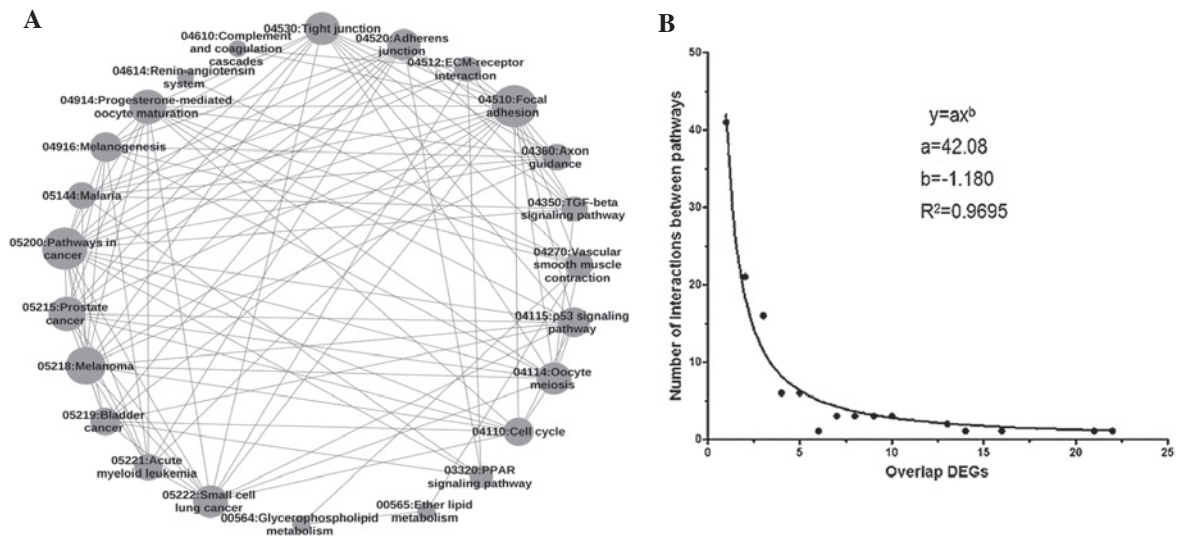 A
04530:Tight junction
04610:Complement
and coagulation
cascades
04520:Adherens
junction
04614:Renin-angiotensin
system
04512:ECM-receptor
interaction
04914:Progesterone-mediated
oocyte maturation
04510:Focal
adhesion
04916:Melanogenesis
04360:Axon
guidance
05144:Malaria
04350:TGF-beta
signaling pathway
05200:Pathways in
cancer
04270:Vascular
smooth muscle
contraction
05215:Prostate
cancer
04115:p53 signaling
pathway
05218:Melanoma
04114:Oocyte
meiosis
05219:Bladder
cancer
04110:Cell cycle
05221:Acute
myeloid leukemia
03320:PPAR
signaling pathway
05222:Small cell
lung cancer
00565:Ether lipid
metabolism
00564:Glycerophospholipid
metabolism
B
Number of interactions between pathways
50
40
30
20
10
0
y=axᵇ
a=42.08
b=-1.180
R²=0.9695
0 5 10 15 20 25
Overlap DEGs